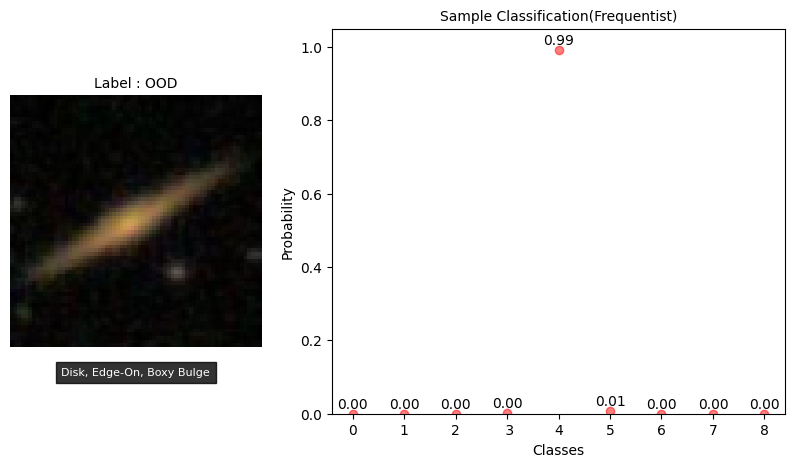 Label : OOD
Disk, Edge-On, Boxy Bulge
Sample Classification(Frequentist)
Probability
1.0
0.8
0.6
0.4
0.2
0.0
0.00
0.00
0.00
0.00
0.99
0.01
0.00
0.00
0.00
0 1 2 3 4 5 6 7 8
Classes